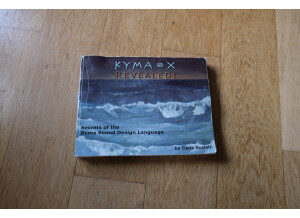 KYMA X
REVEALED!
Secrets of the
Kyma Sound Design Language
by Carla Scaletti